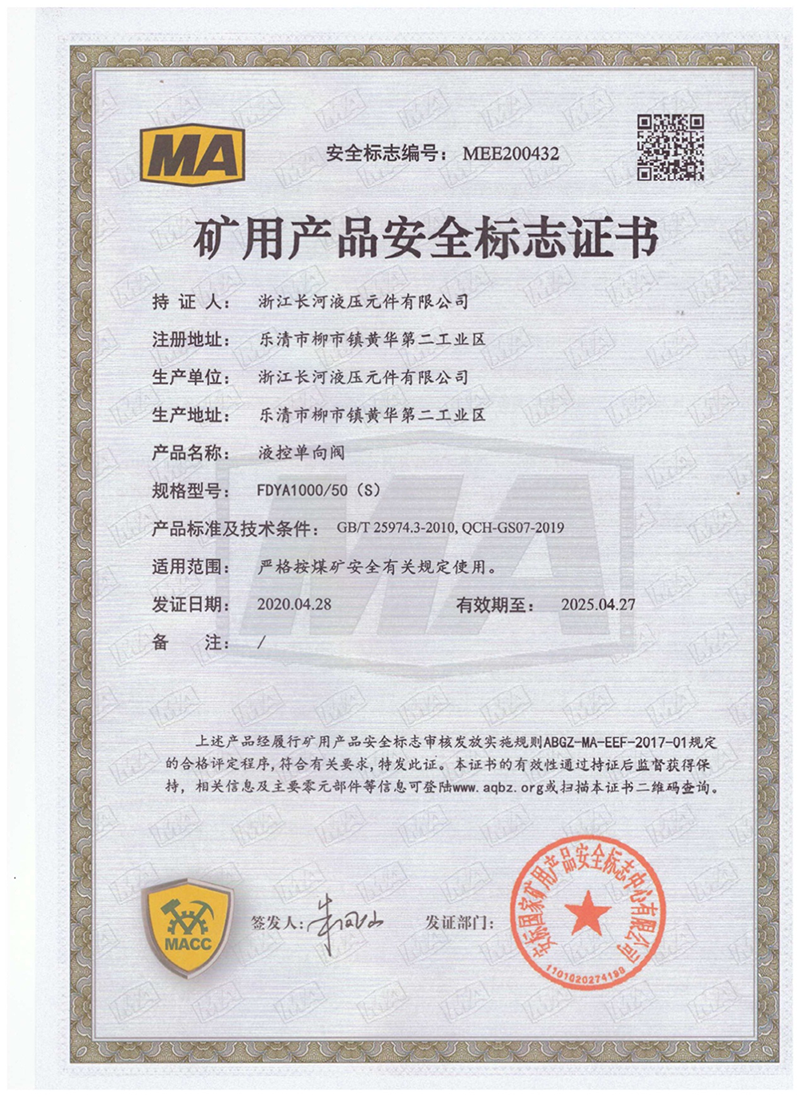 MA
安全标志编号： MEE200432
矿用产品安全标志证书
持 证 人： 浙江长河液压元件有限公司
注册地址： 乐清市柳市镇黄华第二工业区
生产单位： 浙江长河液压元件有限公司
生产地址： 乐清市柳市镇黄华第二工业区
产品名称： 液控单向阀
规格型号： FDYA1000/50（S）
产品标准及技术条件： GB/T 25974.3-2010, QCH-GS07-2019
适用范围： 严格按煤矿安全有关规定使用。
发证日期： 2020.04.28 有效期至： 2025.04.27
备 注： /
上述产品经履行矿用产品安全标志审核发放实施规则ABGZ-MA-EEF-2017-01规定
的合格评定程序,符合有关要求,特发此证。本证书的有效性通过持证后监督获得保
持，相关信息及主要零元部件等信息可登陆www.aqbz.org或扫描本证书二维码查询。
MACC
签发人：
发证部门：
安标国家矿用产品安全标志中心有限公司
1101020274199